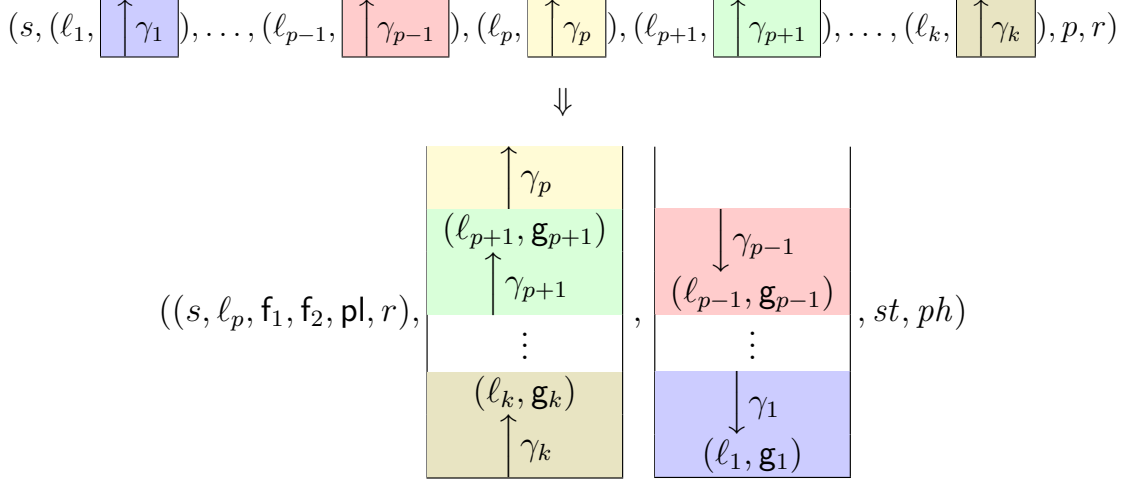 (s, (ℓ₁, ↑ γ₁), …, (ℓₚ₋₁, ↑ γₚ₋₁), (ℓₚ, ↑ γₚ), (ℓₚ₊₁, ↑ γₚ₊₁), …, (ℓₖ, ↑ γₖ), p, r)
⇓
↑ γₚ
(ℓₚ₊₁, gₚ₊₁)
↑ γₚ₊₁
⋮
(ℓₖ, gₖ)
↑ γₖ
↓ γₚ₋₁
(ℓₚ₋₁, gₚ₋₁)
⋮
↓ γ₁
(ℓ₁, g₁)
((s, ℓₚ, f₁, f₂, pl, r), , , st, ph)